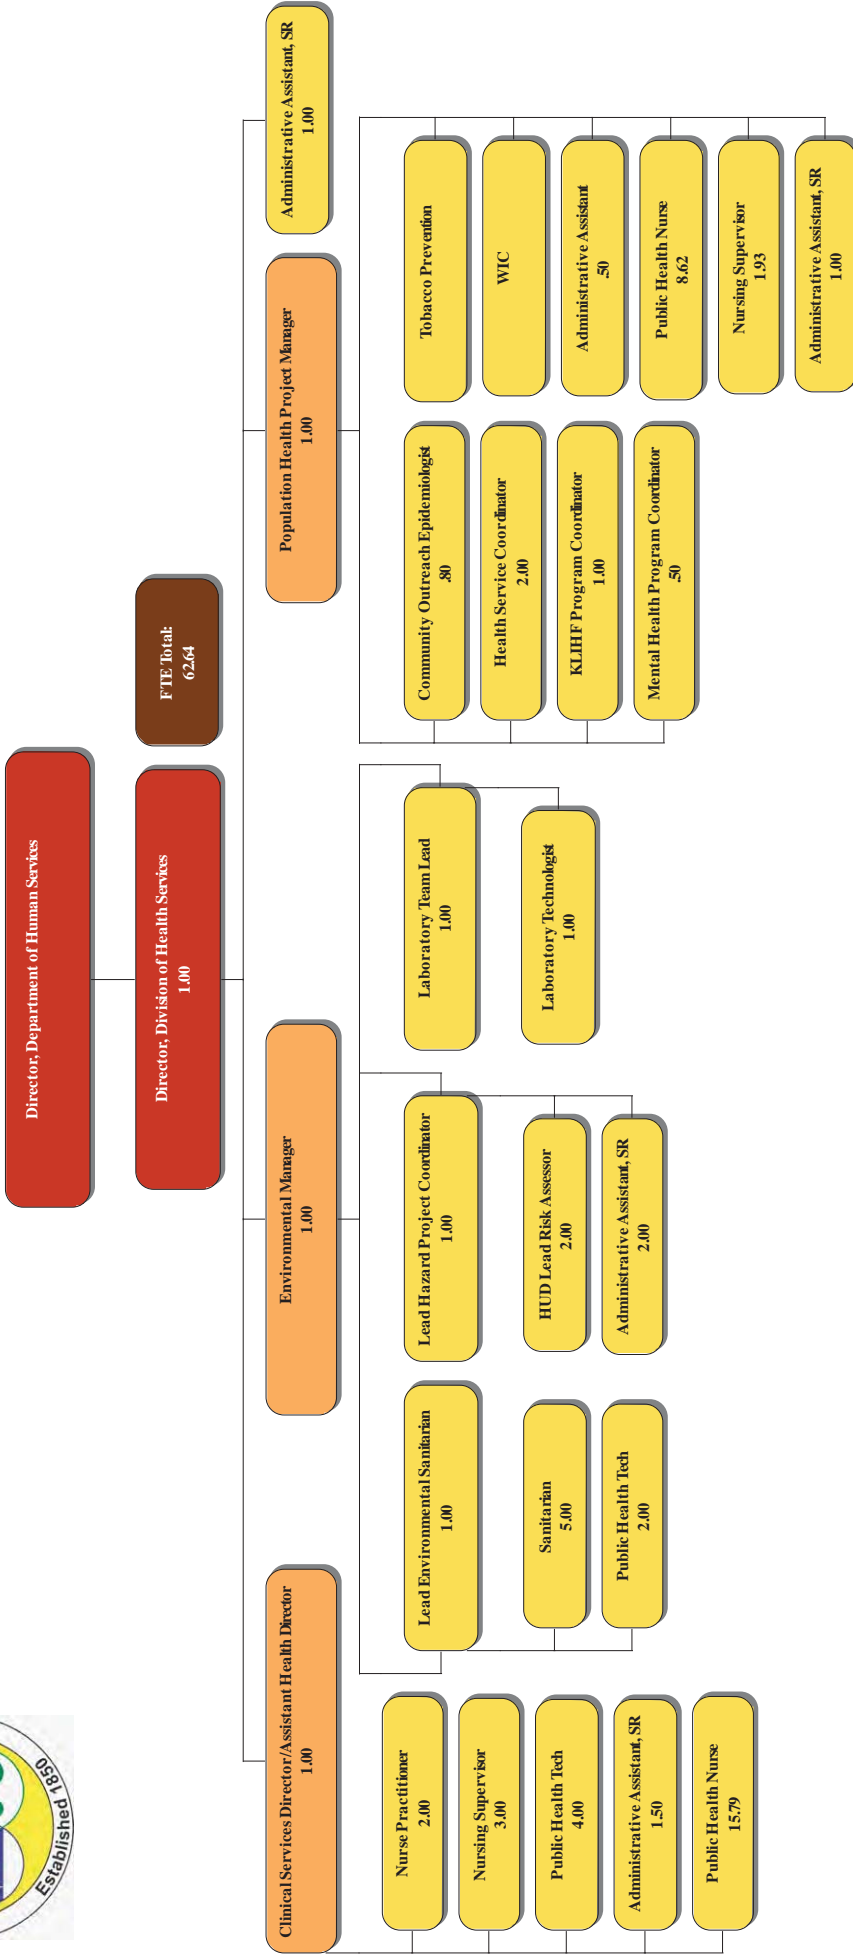 Established 1850
Director, Department of Human Services
Director, Division of Health Services
1.00
FTE Total:
62.64
Clinical Services Director/Assistant Health Director
1.00
Environmental Manager
1.00
Population Health Project Manager
1.00
Administrative Assistant, SR
1.00
Nurse Practitioner
2.00
Nursing Supervisor
3.00
Public Health Tech
4.00
Administrative Assistant, SR
1.50
Public Health Nurse
15.79
Lead Environmental Sanitarian
1.00
Sanitarian
5.00
Public Health Tech
2.00
Lead Hazard Project Coordinator
1.00
HUD Lead Risk Assessor
2.00
Administrative Assistant, SR
2.00
Laboratory Team Lead
1.00
Laboratory Technologist
1.00
Community Outreach Epidemiologist
.80
Health Service Coordinator
2.00
KLIHF Program Coordinator
1.00
Mental Health Program Coordinator
.50
Tobacco Prevention
WIC
Administrative Assistant
.50
Public Health Nurse
8.62
Nursing Supervisor
1.93
Administrative Assistant, SR
1.00